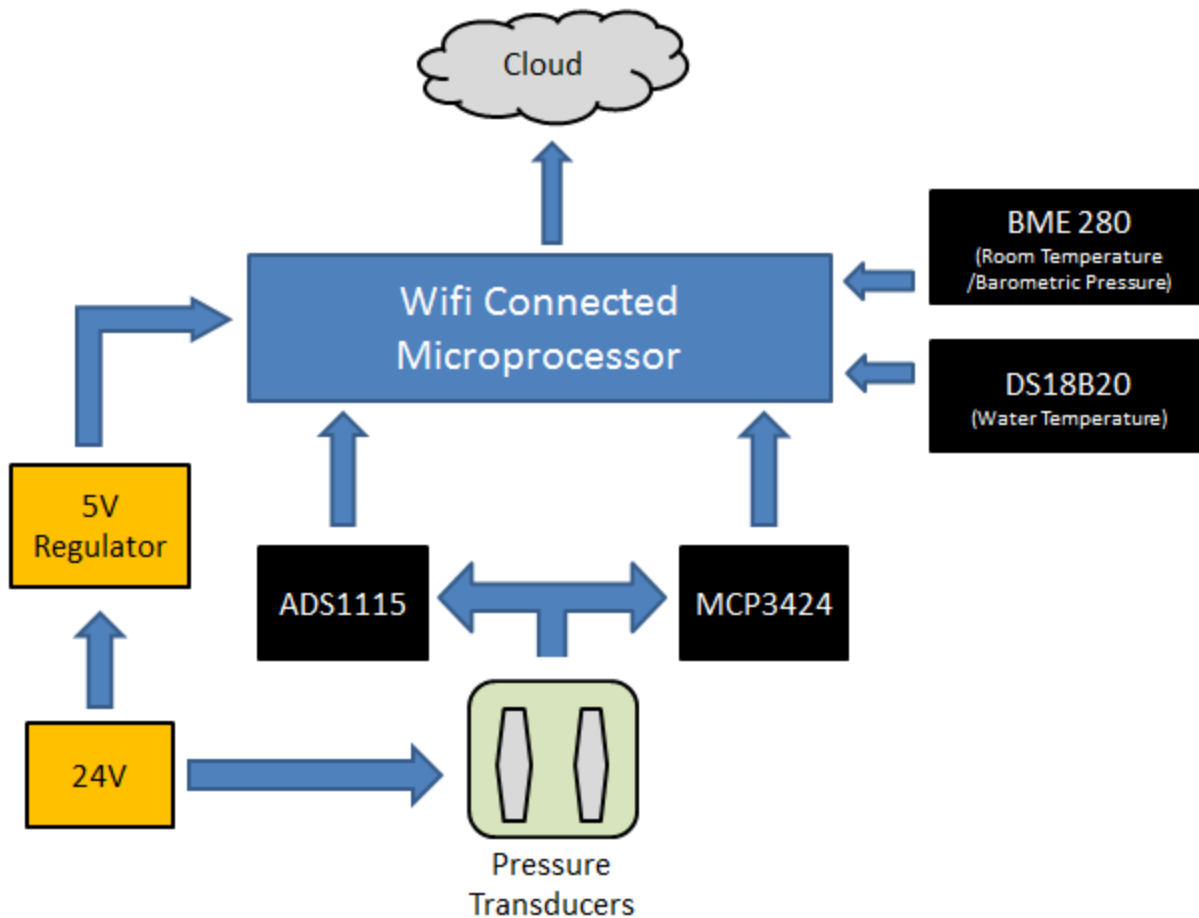 Cloud
BME 280
(Room Temperature
/Barometric Pressure)
Wifi Connected
Microprocessor
DS18B20
(Water Temperature)
5V
Regulator
ADS1115
MCP3424
24V
Pressure
Transducers